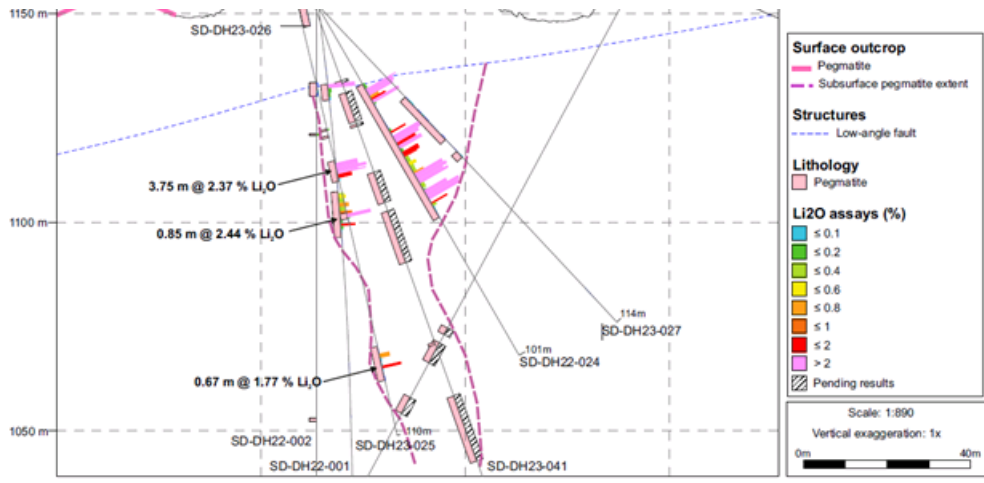 1150 m
SD-DH23-026
3.75 m @ 2.37 % Li₂O
1100 m
0.85 m @ 2.44 % Li₂O
114m
SD-DH23-027
101m
SD-DH22-024
0.67 m @ 1.77 % Li₂O
1050 m
110m
SD-DH22-002
SD-DH23-025
SD-DH22-001
SD-DH23-041
Surface outcrop
Pegmatite
Subsurface pegmatite extent
Structures
Low-angle fault
Lithology
Pegmatite
Li2O assays (%)
≤ 0.1
≤ 0.2
≤ 0.4
≤ 0.6
≤ 0.8
≤ 1
≤ 2
> 2
Pending results
Scale: 1:890
Vertical exaggeration: 1x
0m
40m